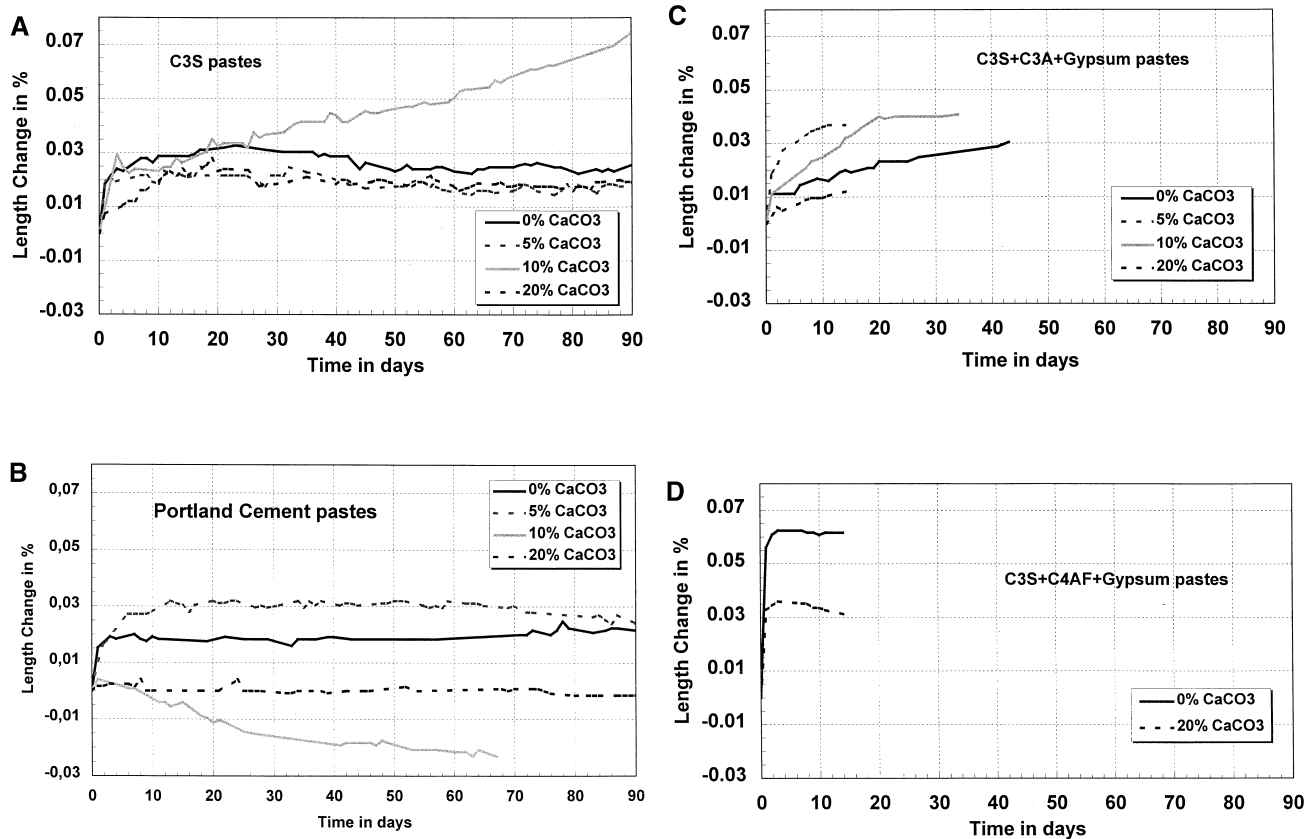 A
Length Change in %
0.07
0.05
0.03
0.01
-0.01
-0.03
C3S pastes
0% CaCO3
5% CaCO3
10% CaCO3
20% CaCO3
0 10 20 30 40 50 60 70 80 90
Time in days
C
Length change in %
0.07
0.05
0.03
0.01
-0.01
-0.03
C3S+C3A+Gypsum pastes
0% CaCO3
5% CaCO3
10% CaCO3
20% CaCO3
0 10 20 30 40 50 60 70 80 90
Time in days
B
Length Change in %
0,07
0,05
0,03
0,01
-0,01
-0,03
Portland Cement pastes
0% CaCO3
5% CaCO3
10% CaCO3
20% CaCO3
0 10 20 30 40 50 60 70 80 90
Time in days
D
Length Change in %
0.07
0.05
0.03
0.01
-0.01
-0.03
C3S+C4AF+Gypsum pastes
0% CaCO3
20% CaCO3
0 10 20 30 40 50 60 70 80 90
Time in days